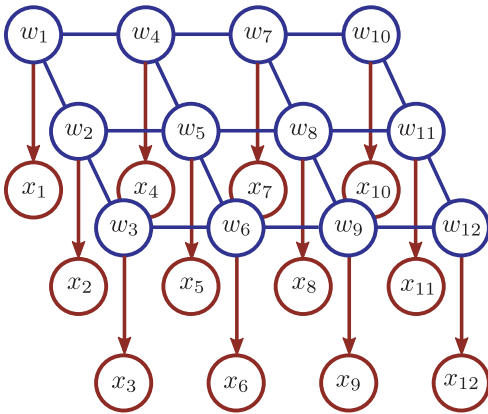 w₁ w₄ w₇ w₁₀
w₂ w₅ w₈ w₁₁
x₁ x₄ x₇ x₁₀
w₃ w₆ w₉ w₁₂
x₂ x₅ x₈ x₁₁
x₃ x₆ x₉ x₁₂